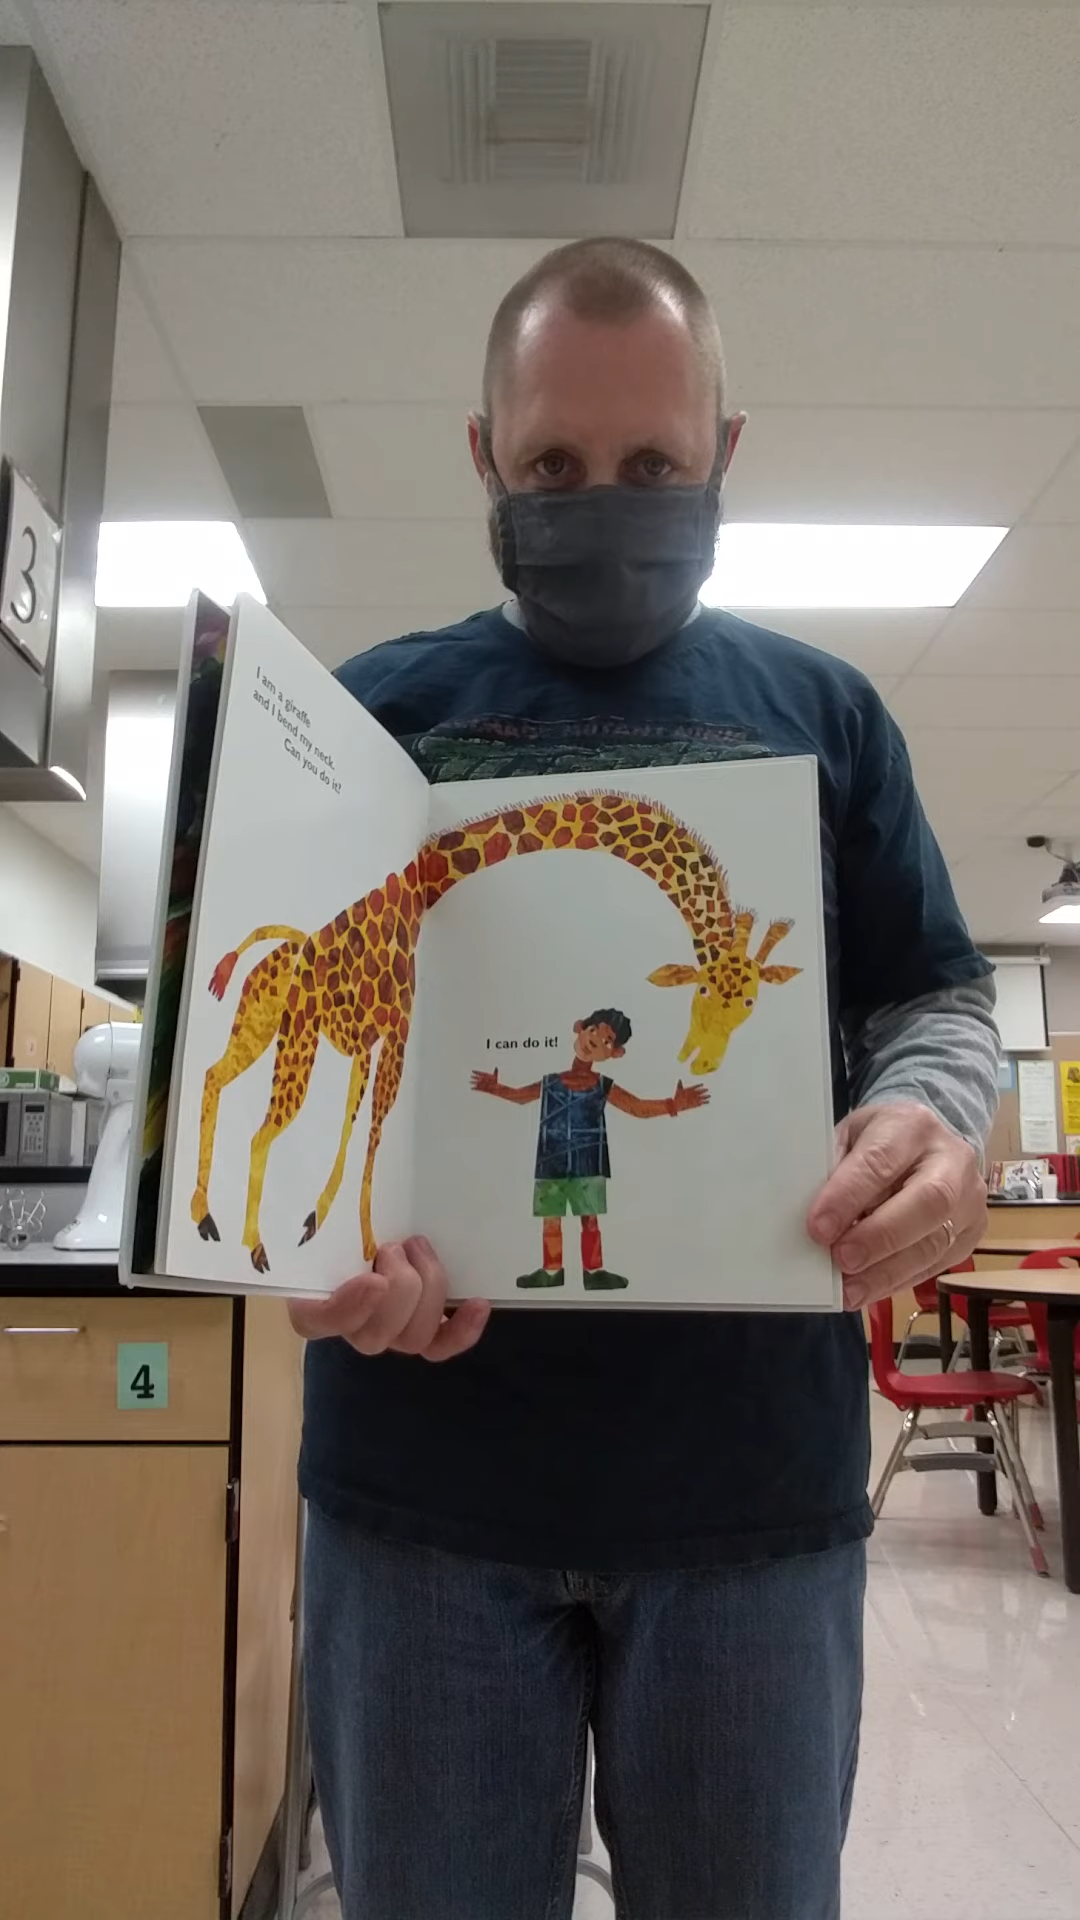 3
I am a giraffe
and I bend my neck.
Can you do it?
I can do it!
4